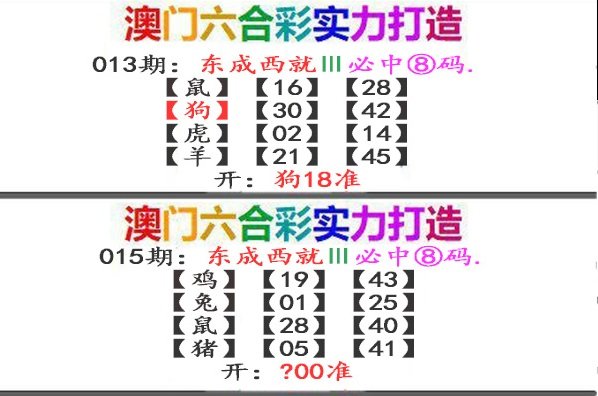 澳门六合彩实力打造
013期：东成西就III必中⑧码.
【鼠】【16】【28】
【狗】【30】【42】
【虎】【02】【14】
【羊】【21】【45】
开：狗18准
澳门六合彩实力打造
015期：东成西就III必中⑧码.
【鸡】【19】【43】
【兔】【01】【25】
【鼠】【28】【40】
【猪】【05】【41】
开：?00准